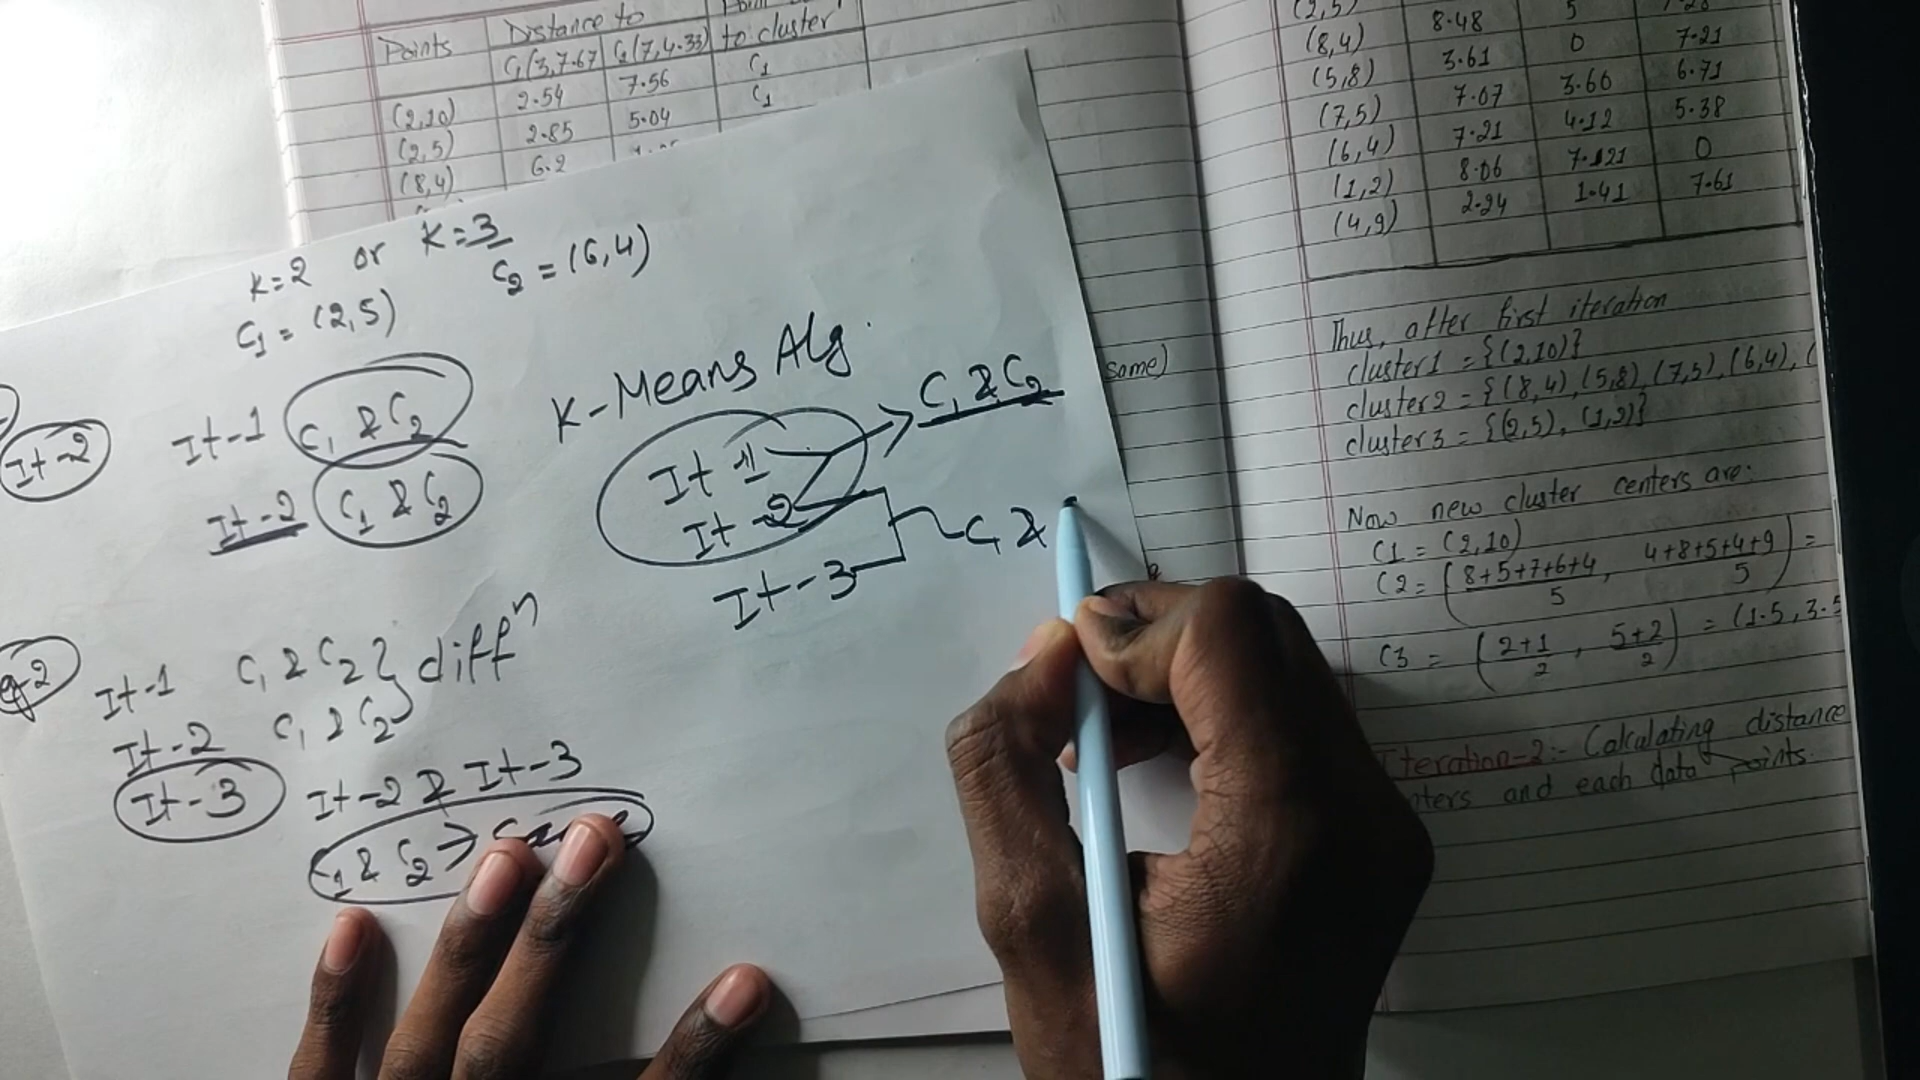 Points
Distance to
C1(3,7.67) C2(7,4.33)
to cluster
(2,10) 2.54 7.56 C1
(2,5) 2.85 5.04 C1
(8,4) 6.2
K=2 or K=3
C1 = (2,5) C2 = (6,4)
It-1 C1 & C2
It-2 It-2 C1 & C2
K-Means Alg.
It-1 C1 & C2
It-2
It-3 C1 &
It-1 C1 & C2 } diffn
It-2 C1 & C2
It-3 It-2 & It-3
C1 & C2 →
same)
(2,5) 8.48 5
(8,4) 3.61 0 7.21
(5,8) 7.07 3.60 6.71
(7,5) 7.21 4.12 5.38
(6,4) 8.06 7.121 0
(1,2) 2.24 1.41 7.61
(4,9)
Thus, after first iteration
cluster1 = {(2,10)}
cluster2 = {(8,4), (5,8), (7,5), (6,4), (
cluster3 = {(2,5), (1,2)}
Now new cluster centers are:
C1 = (2,10)
C2 = (8+5+7+6+4/5, 4+8+5+4+9/5) =
C3 = (2+1/2, 5+2/2) = (1.5, 3.5
Iteration-2:- Calculating distance
and each data points.